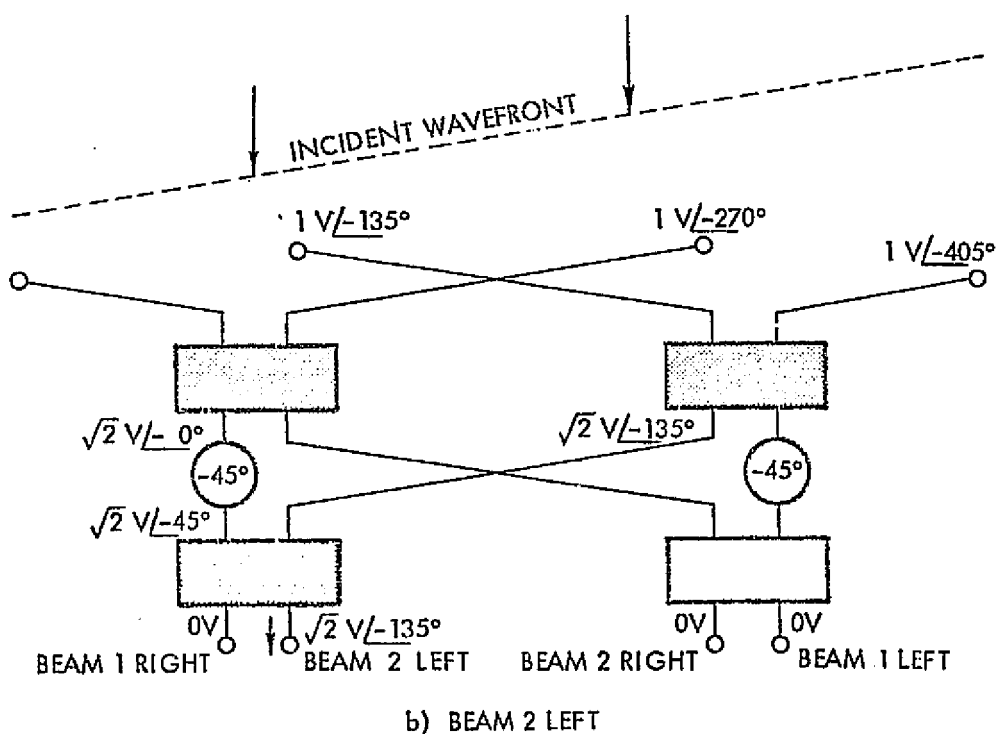 INCIDENT WAVEFRONT
1 V/-135°
1 V/-270°
1 V/-405°
√2 V/- 0°
√2 V/-135°
-45°
-45°
√2 V/-45°
0V
√2 V/-135°
0V
0V
BEAM 1 RIGHT
BEAM 2 LEFT
BEAM 2 RIGHT
BEAM 1 LEFT
b) BEAM 2 LEFT